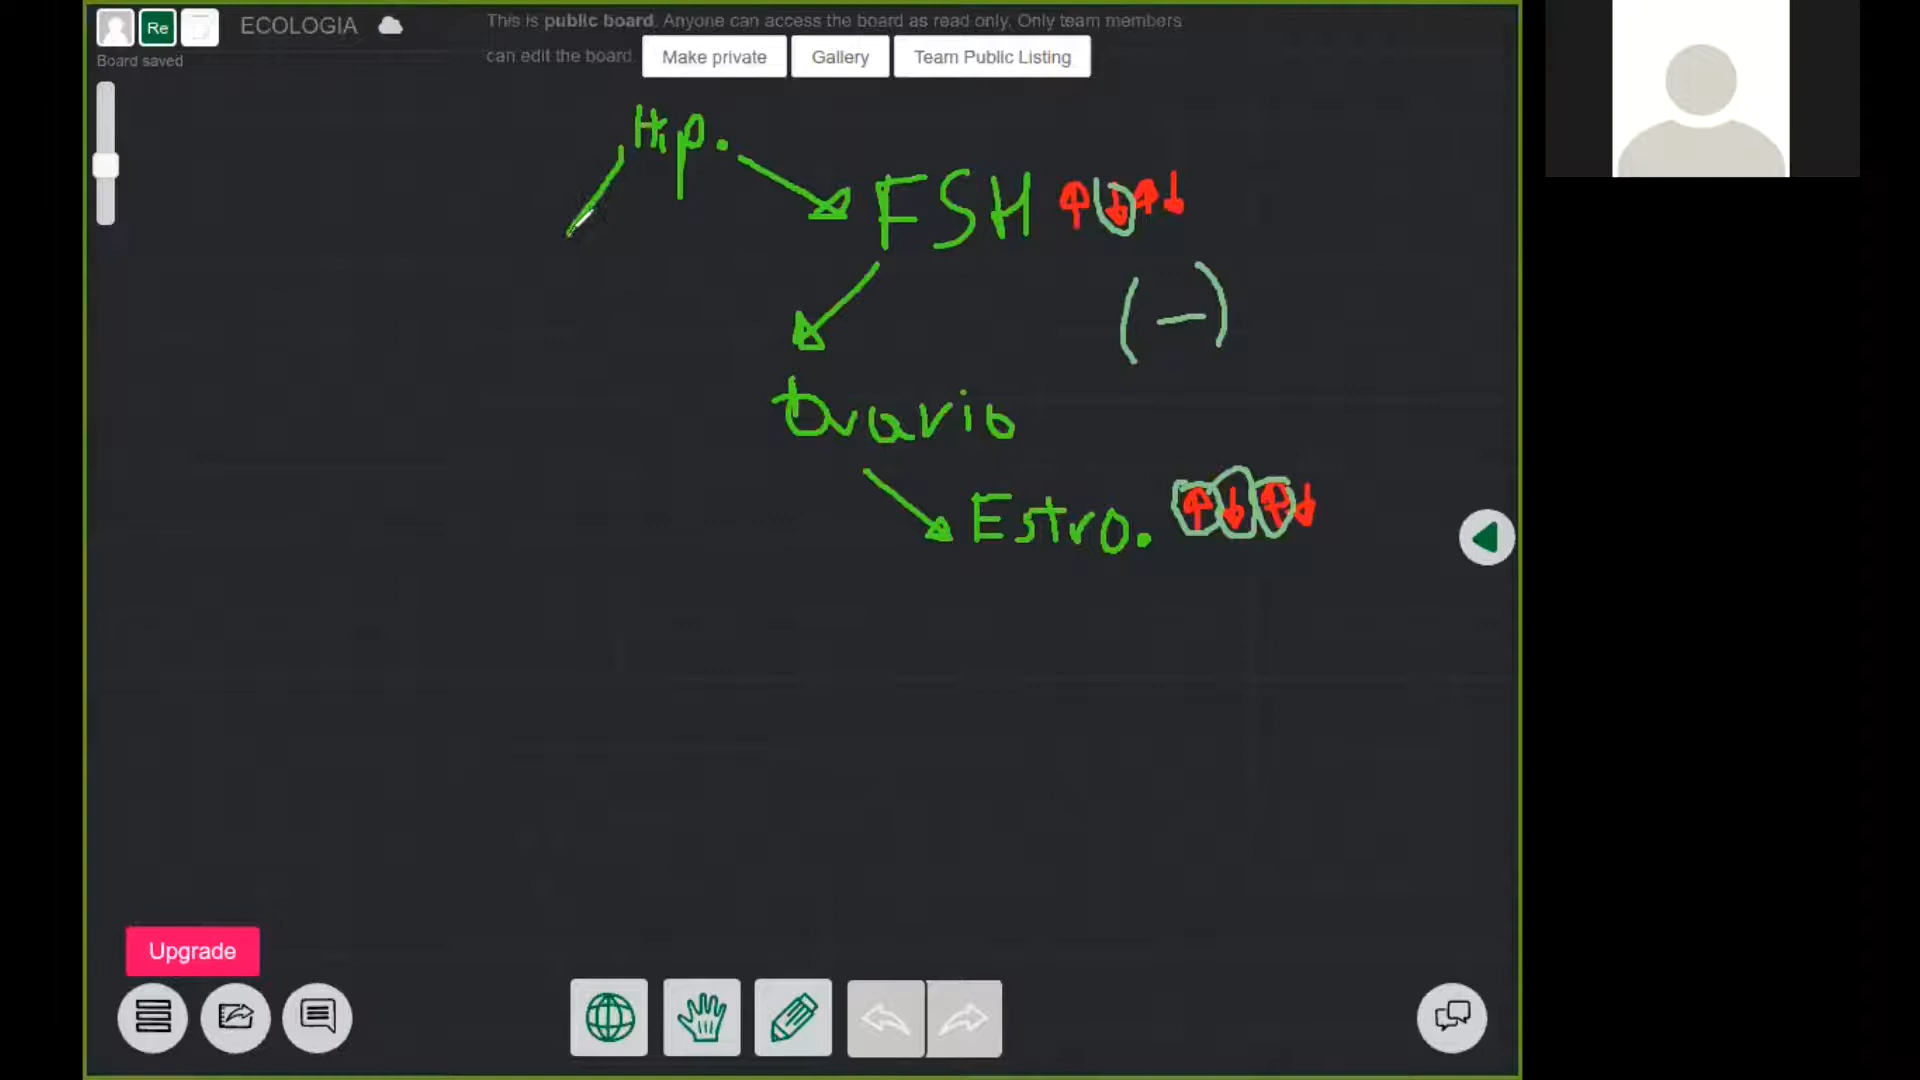 Re ECOLOGIA
Board saved
This is public board. Anyone can access the board as read only. Only team members
can edit the board. Make private Gallery Team Public Listing
Hip.
FSH ↑↓↑↓
(-)
Ovario
Estro. ↑↓↑↓
Upgrade